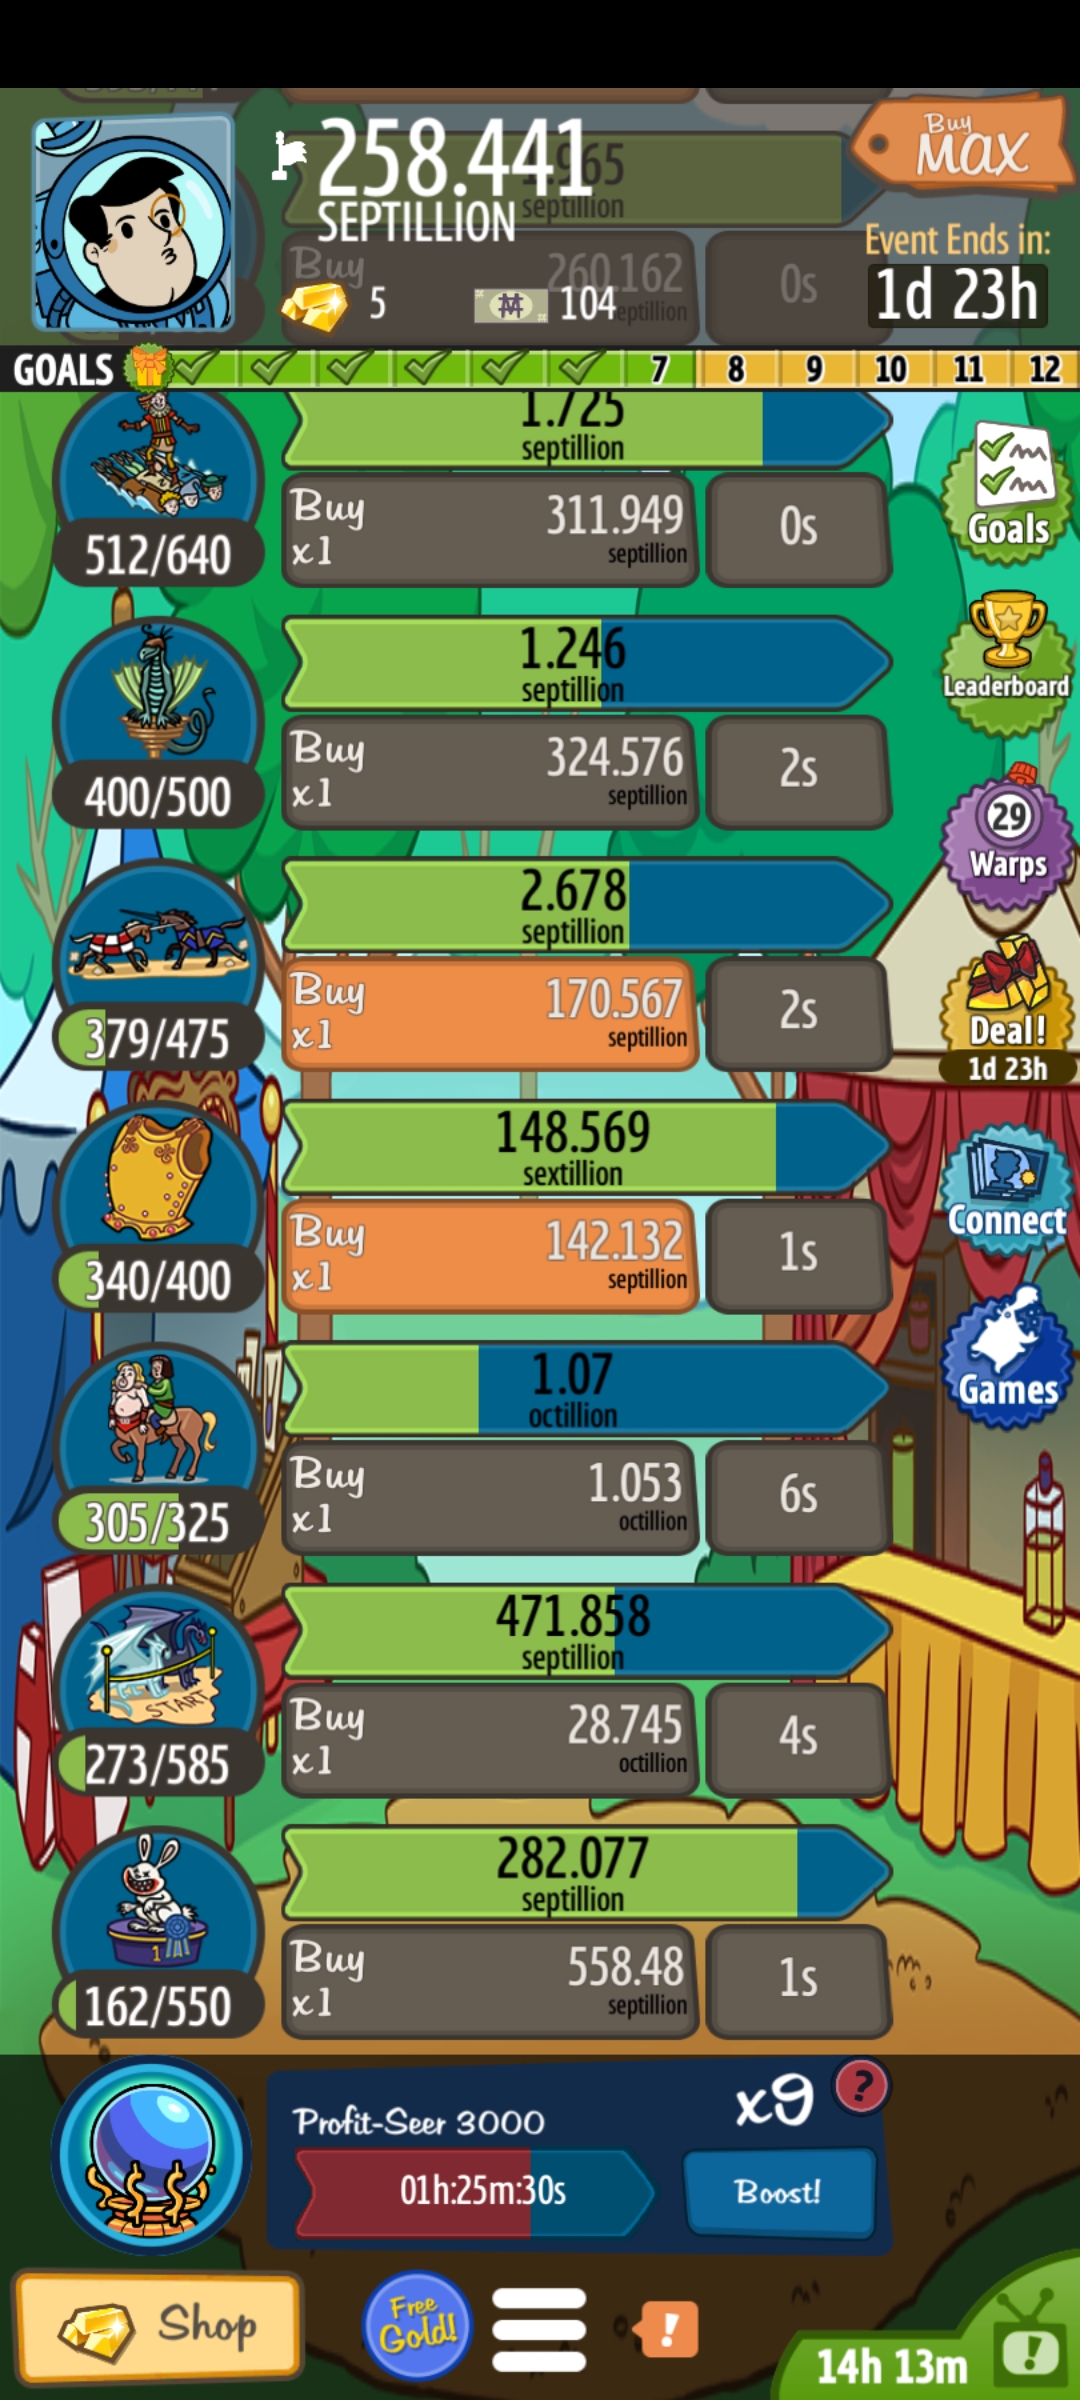 258.441
SEPTILLION
Buy
MAX
Event Ends in:
1d 23h
5
104
.965
septillion
Buy
260.162
septillion
0s
GOALS
7 8 9 10 11 12
1.725
septillion
Buy
x1
311.949
septillion
0s
512/640
Goals
1.246
septillion
Buy
x1
324.576
septillion
2s
400/500
Leaderboard
29
Warps
2.678
septillion
Buy
x1
170.567
septillion
2s
379/475
Deal!
1d 23h
148.569
sextillion
Buy
x1
142.132
septillion
1s
340/400
Connect
1.07
octillion
Buy
x1
1.053
octillion
6s
305/325
Games
471.858
septillion
START
Buy
x1
28.745
octillion
4s
273/585
282.077
septillion
1
Buy
x1
558.48
septillion
1s
162/550
Profit-Seer 3000
x9
?
01h:25m:30s
Boost!
Shop
Free
Gold!
!
14h 13m
!